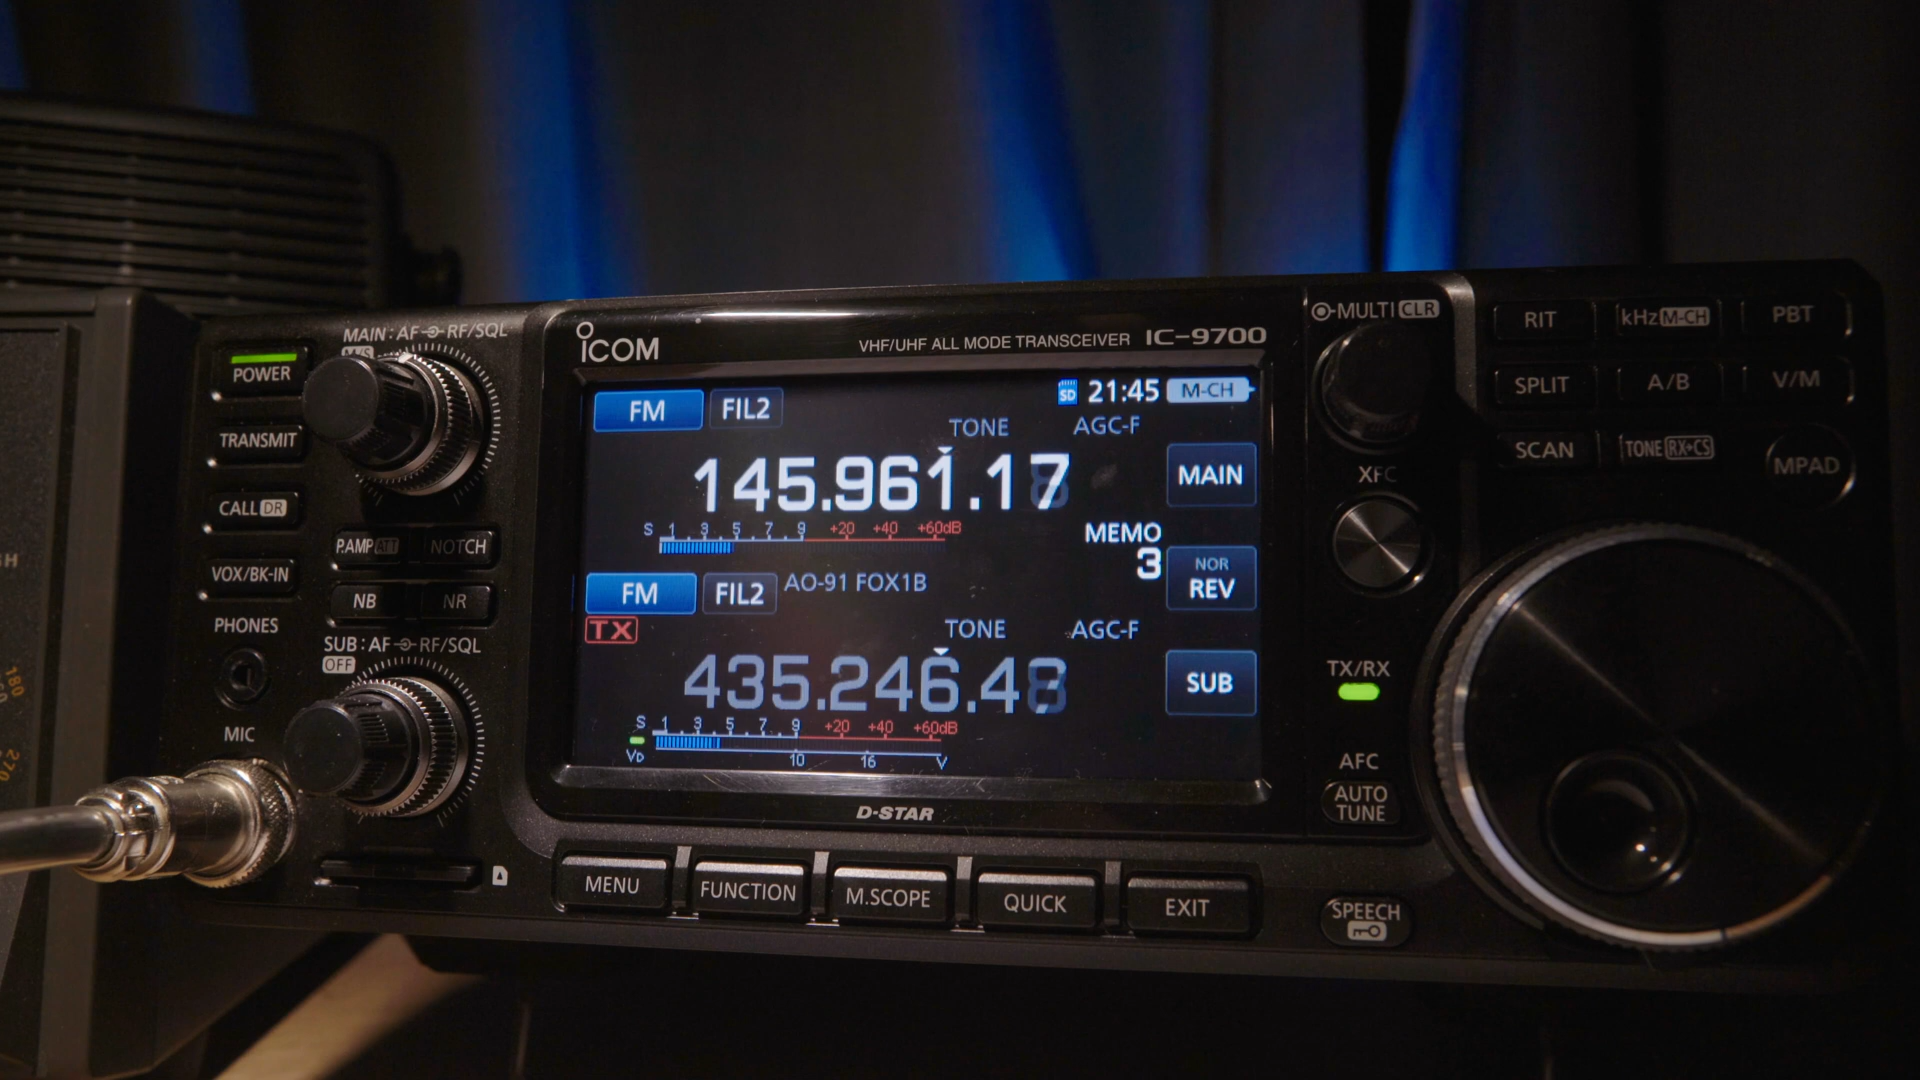 MAIN: AF RF/SQL
M/S
POWER
TRANSMIT
CALL DR
P.AMP ATT
NOTCH
VOX/BK-IN
NB
NR
PHONES
SUB: AF RF/SQL
OFF
MIC
ICOM
VHF/UHF ALL MODE TRANSCEIVER IC-9700
FM
FIL2
SD
21:45
M-CH
TONE
AGC-F
145.961.17
MAIN
S 1 . 3 . 5 . 7 . 9 +20 +40 +60dB
MEMO
3
NOR
REV
FM
FIL2
AO-91 FOX1B
TX
TONE
AGC-F
435.246.4
SUB
S 1 . 3 . 5 . 7 . 9 +20 +40 +60dB
VD 10 16 V
D-STAR
MENU
FUNCTION
M.SCOPE
QUICK
EXIT
MULTI CLR
XFC
TX/RX
AFC
AUTO
TUNE
SPEECH
RIT
kHz M-CH
PBT
SPLIT
A/B
V/M
SCAN
TONE RX→CS
MPAD
180
270